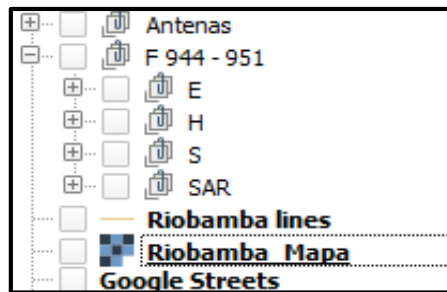 Antenas
F 944 - 951
E
H
S
SAR
Riobamba lines
Riobamba_Mapa
Google Streets